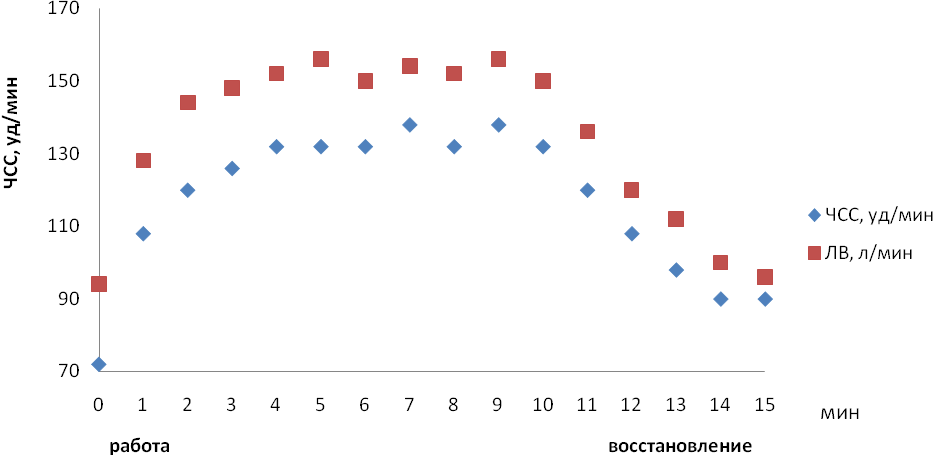 170
150
130
110
90
70
ЧСС, уд/мин
0 1 2 3 4 5 6 7 8 9 10 11 12 13 14 15
мин
работа
восстановление
ЧСС, уд/мин
ЛВ, л/мин